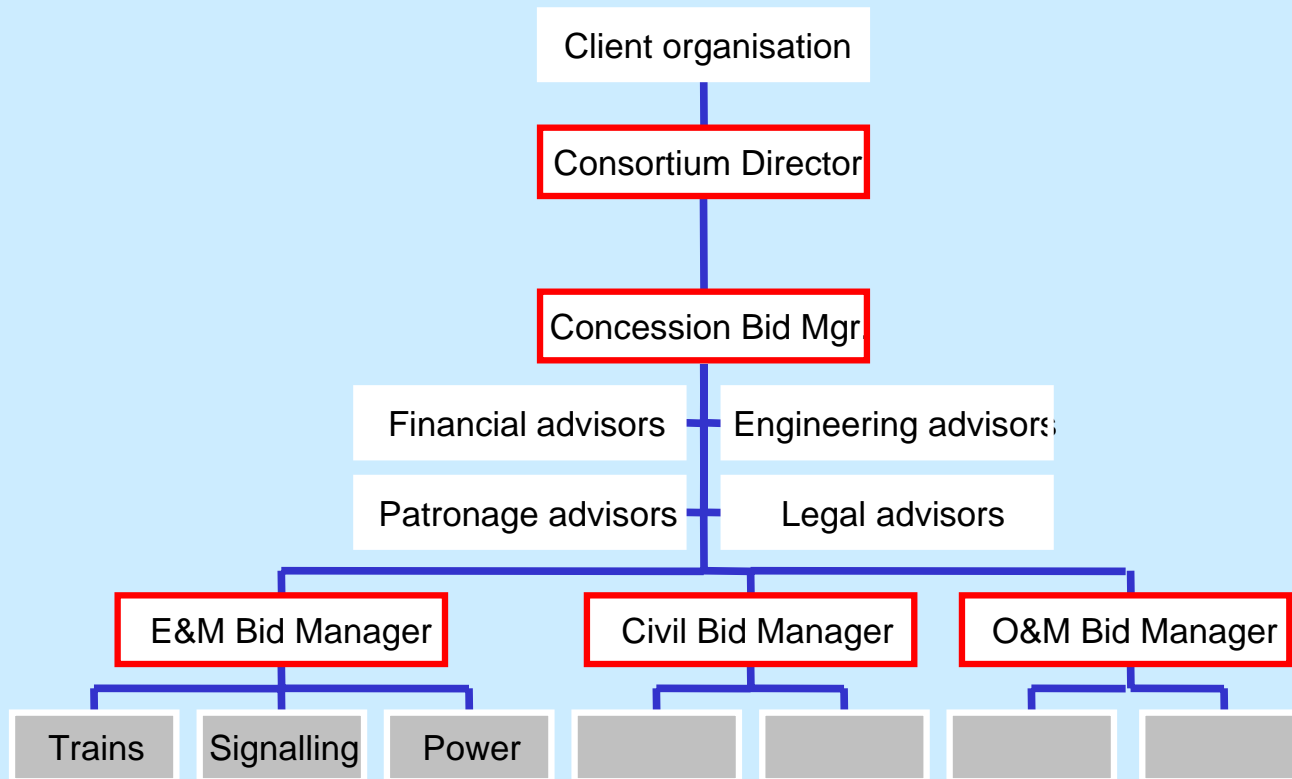 Client organisation
Consortium Director
Concession Bid Mgr.
Financial advisors
Engineering advisors
Patronage advisors
Legal advisors
E&M Bid Manager
Civil Bid Manager
O&M Bid Manager
Trains
Signalling
Power